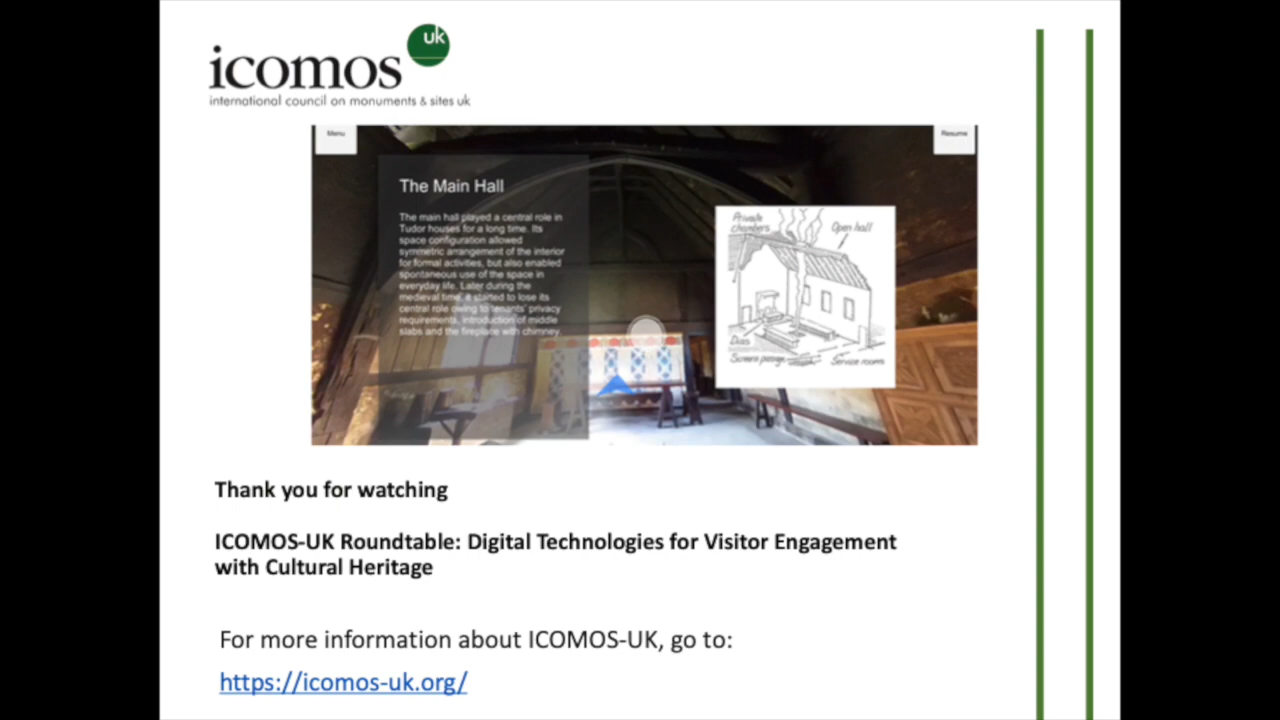 uk
icomos
international council on monuments & sites uk
Menu
Resume
The Main Hall
The main hall played a central role in
Tudor houses for a long time. Its
space configuration allowed
symmetric arrangement of the interior
for formal activities, but also enabled
spontaneous use of the space in
everyday life. Later during the
medieval time, it started to lose its
central role owing to tenants' privacy
requirements, introduction of middle
slabs and the fireplace with chimney.
Private
chambers
Open hall
Dais
Screens passage
Service rooms
Thank you for watching
ICOMOS-UK Roundtable: Digital Technologies for Visitor Engagement
with Cultural Heritage
For more information about ICOMOS-UK, go to:
https://icomos-uk.org/